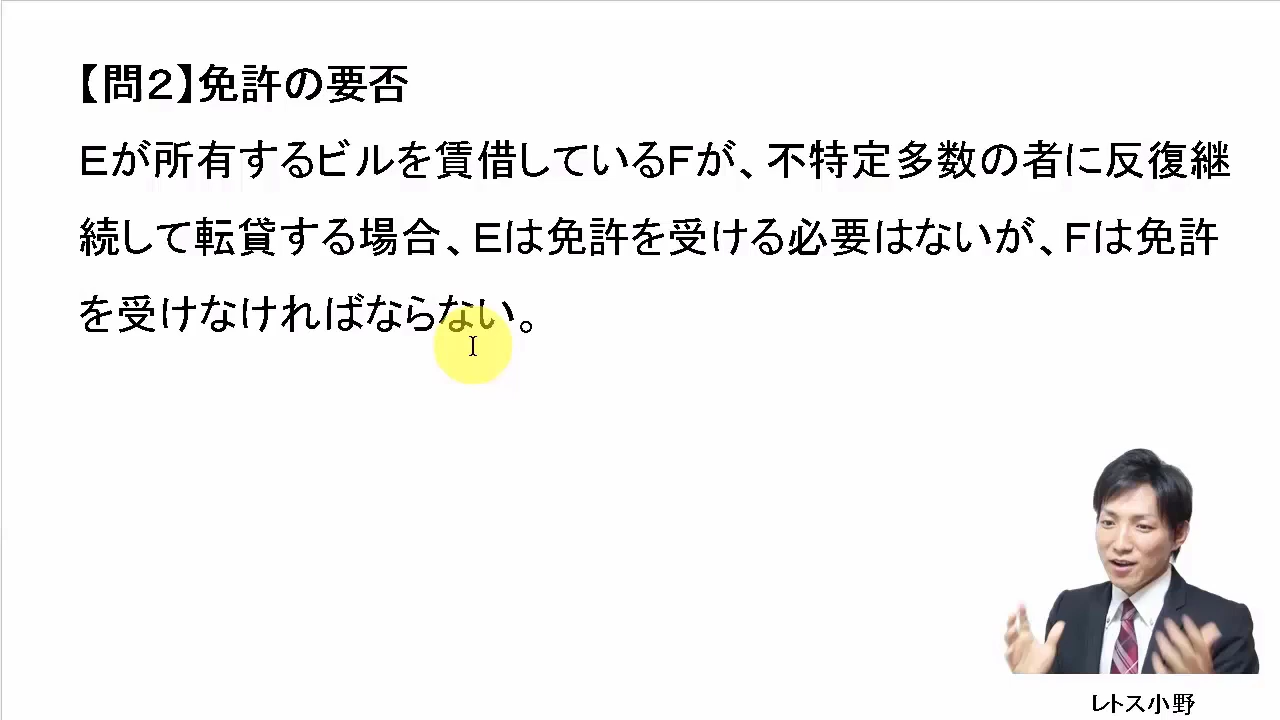 【問２】免許の要否
Ｅが所有するビルを賃借しているＦが、不特定多数の者に反復継
続して転貸する場合、Ｅは免許を受ける必要はないが、Ｆは免許
を受けなければならない。
レトス小野